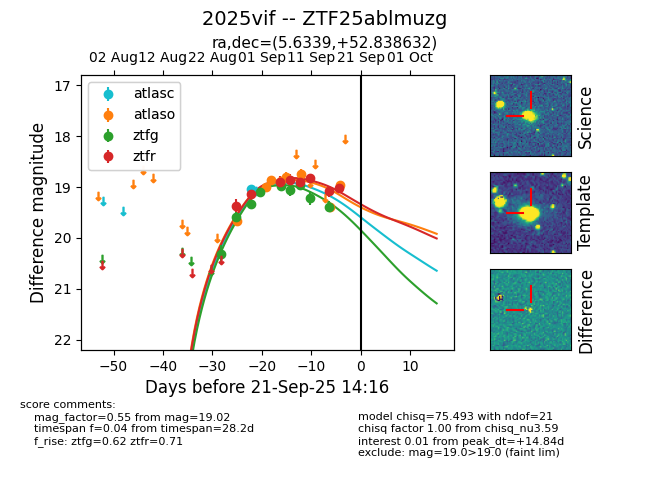 2025vif -- ZTF25ablmuzg
ra,dec=(5.6339,+52.838632)
02 Aug 12 Aug 22 Aug 01 Sep 11 Sep 21 Sep 01 Oct
17
18
19
20
21
22
Difference magnitude
atlasc
atlaso
ztfg
ztfr
−50
−40
−30
−20
−10
0
10
Days before 21-Sep-25 14:16
Science
Template
Difference
score comments:
mag_factor=0.55 from mag=19.02
timespan f=0.04 from timespan=28.2d
f_rise: ztfg=0.62 ztfr=0.71
model chisq=75.493 with ndof=21
chisq factor 1.00 from chisq_nu3.59
interest 0.01 from peak_dt=+14.84d
exclude: mag=19.0>19.0 (faint lim)